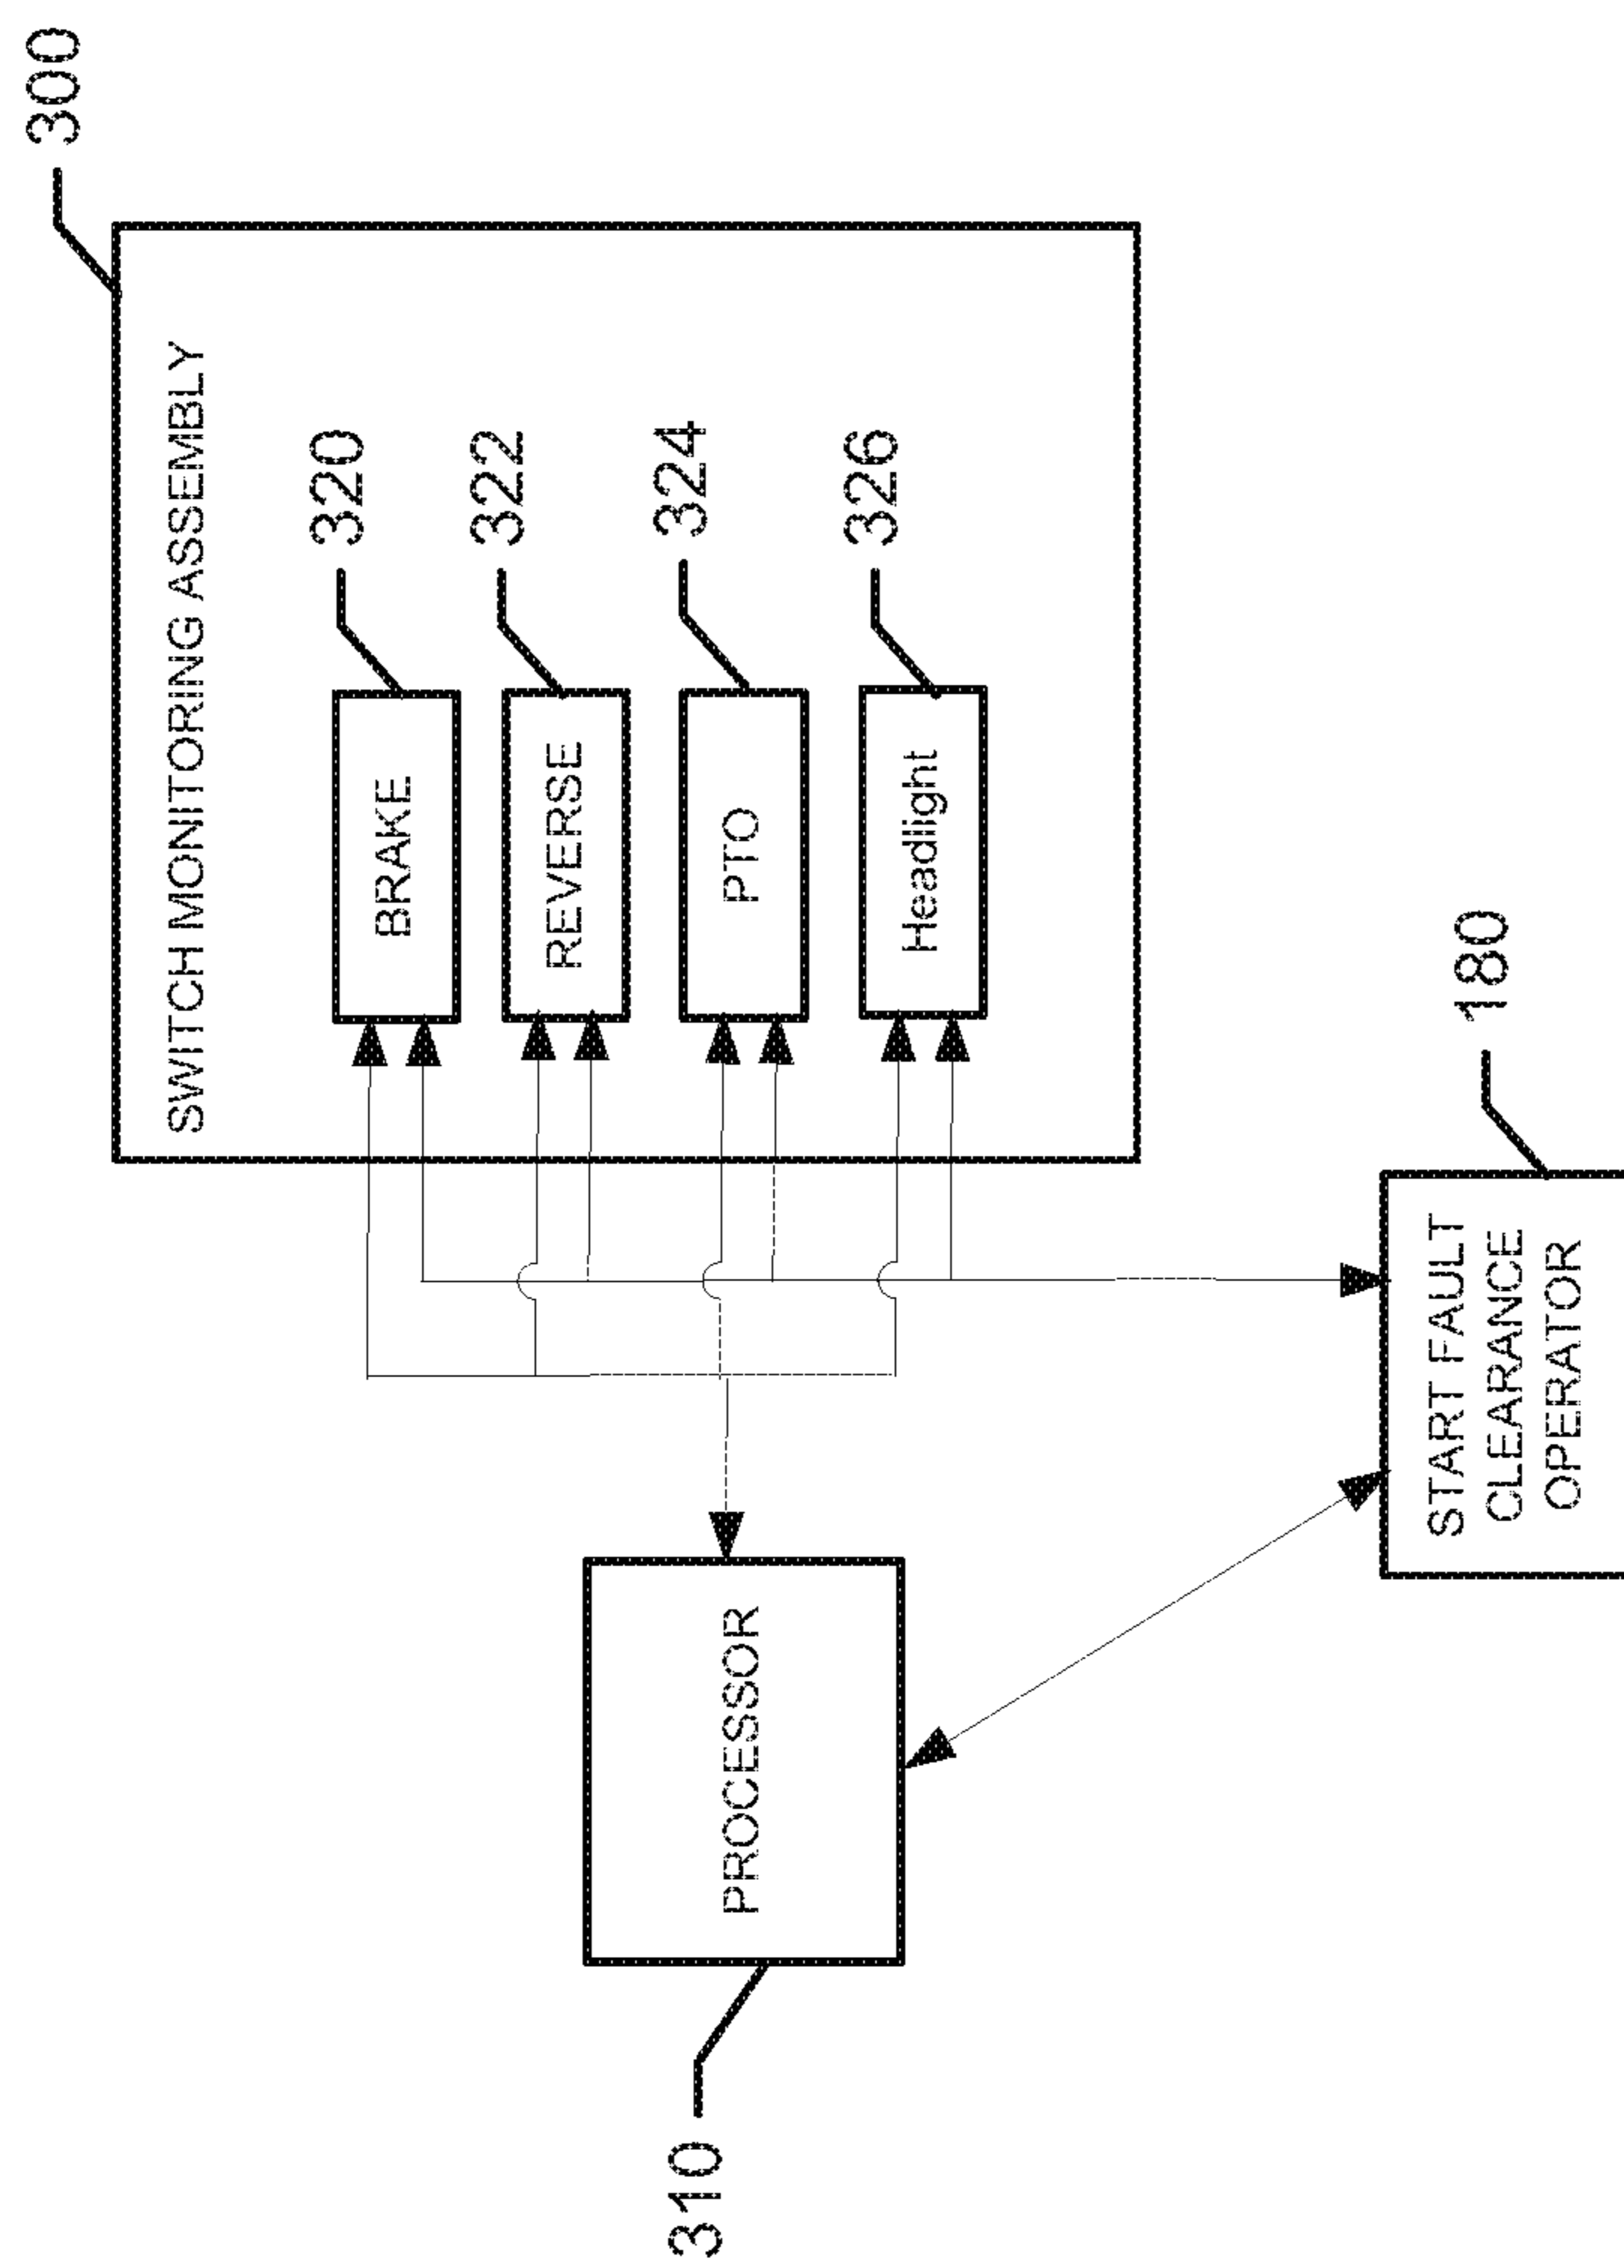 300
SWITCH MONITORING ASSEMBLY
BRAKE
320
REVERSE
322
PTO
324
Headlight
326
310
PROCESSOR
START FAULT
CLEARANCE
OPERATOR
180